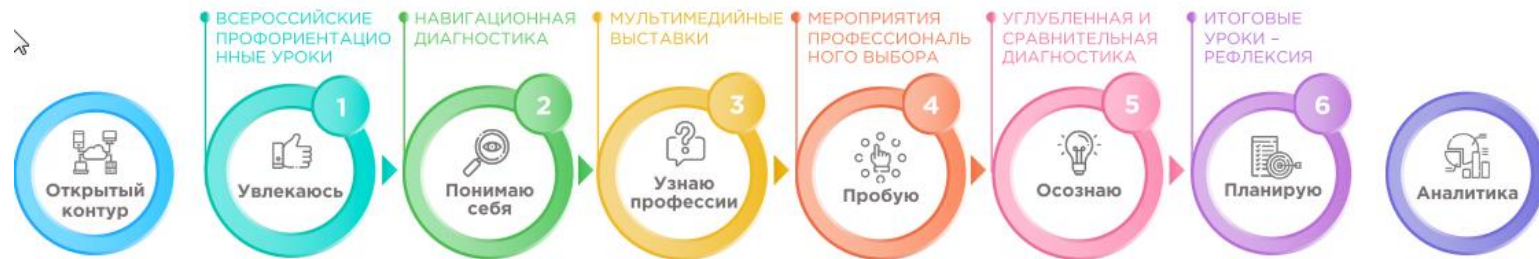 ВСЕРОССИЙСКИЕ
ПРОФОРИЕНТАЦИО
ННЫЕ УРОКИ
НАВИГАЦИОННАЯ
ДИАГНОСТИКА
МУЛЬТИМЕДИЙНЫЕ
ВЫСТАВКИ
МЕРОПРИЯТИЯ
ПРОФЕССИОНАЛЬ
НОГО ВЫБОРА
УГЛУБЛЕННАЯ И
СРАВНИТЕЛЬНАЯ
ДИАГНОСТИКА
ИТОГОВЫЕ
УРОКИ –
РЕФЛЕКСИЯ
Открытый
контур
1
Увлекаюсь
2
Понимаю
себя
3
Узнаю
профессии
4
Пробую
5
Осознаю
6
Планирую
Аналитика